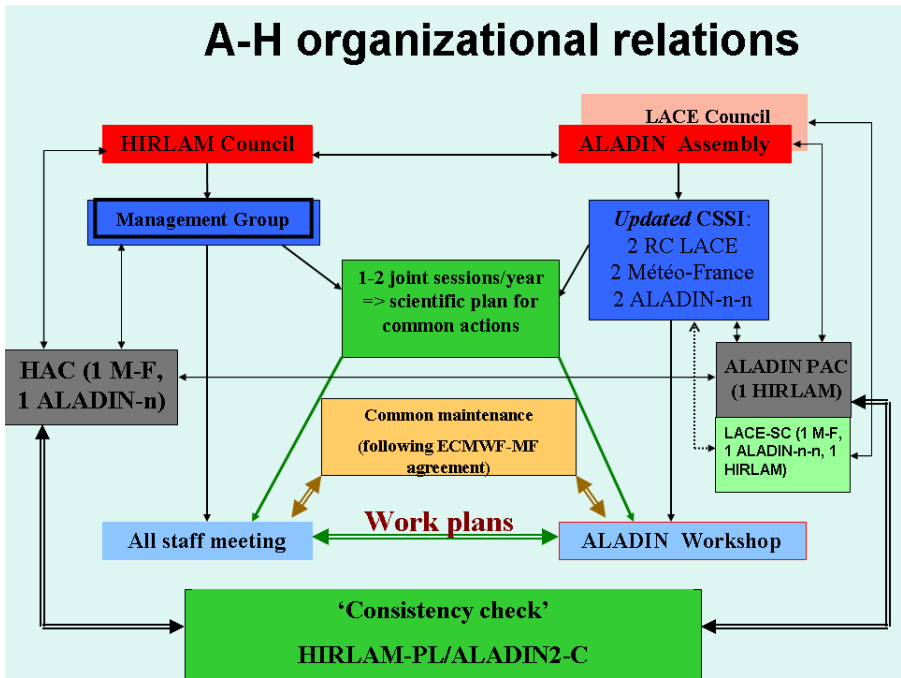 A-H organizational relations
LACE Council
HIRLAM Council
ALADIN Assembly
Management Group
Updated CSSI:
2 RC LACE
2 Météo-France
2 ALADIN-n-n
1-2 joint sessions/year
=> scientific plan for
common actions
HAC (1 M-F,
1 ALADIN-n)
ALADIN PAC
(1 HIRLAM)
Common maintenance
(following ECMWF-MF
agreement)
LACE-SC (1 M-F,
1 ALADIN-n-n, 1
HIRLAM)
Work plans
All staff meeting
ALADIN Workshop
‘Consistency check’
HIRLAM-PL/ALADIN2-C